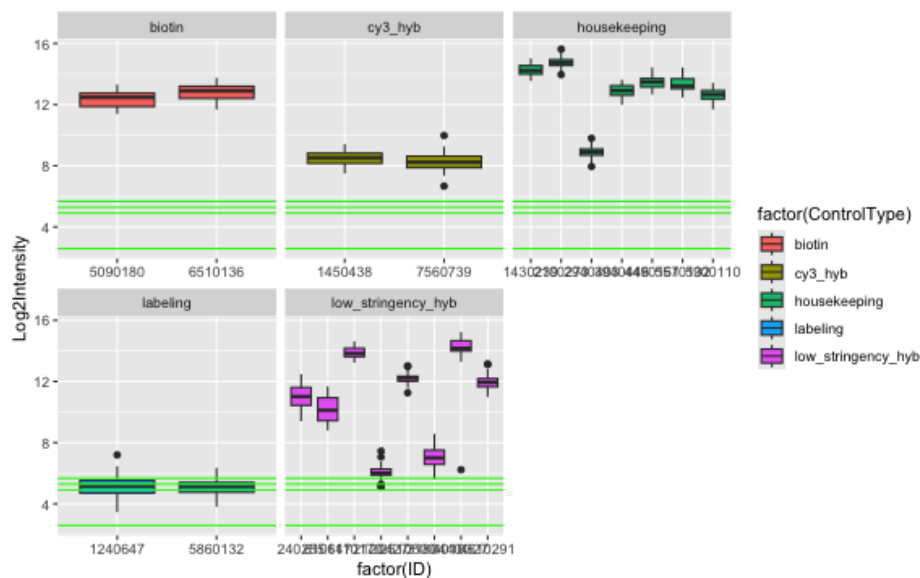 biotin
cy3_hyb
housekeeping
16
12
8
4
5090180
6510136
1450438
7560739
110
Log2Intensity
factor(ControlType)
biotin
cy3_hyb
housekeeping
labeling
low_stringency_hyb
labeling
low_stringency_hyb
16
12
8
4
1240647
5860132
factor(ID)